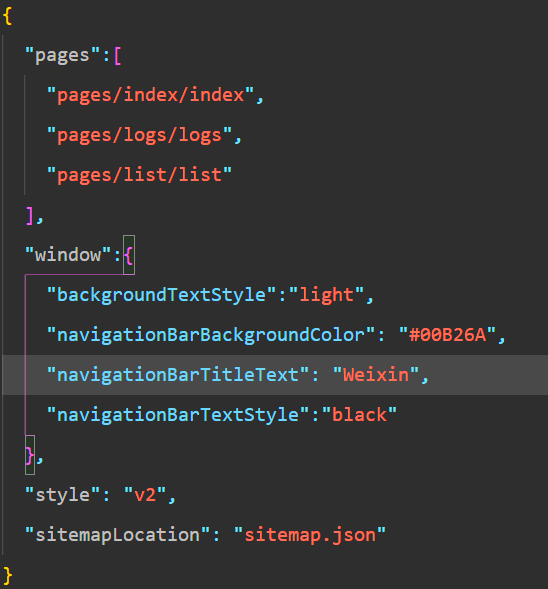 {
"pages":[
"pages/index/index",
"pages/logs/logs",
"pages/list/list"
],
"window":{
"backgroundTextStyle":"light",
"navigationBarBackgroundColor": "#00B26A",
"navigationBarTitleText": "Weixin",
"navigationBarTextStyle":"black"
},
"style": "v2",
"sitemapLocation": "sitemap.json"
}